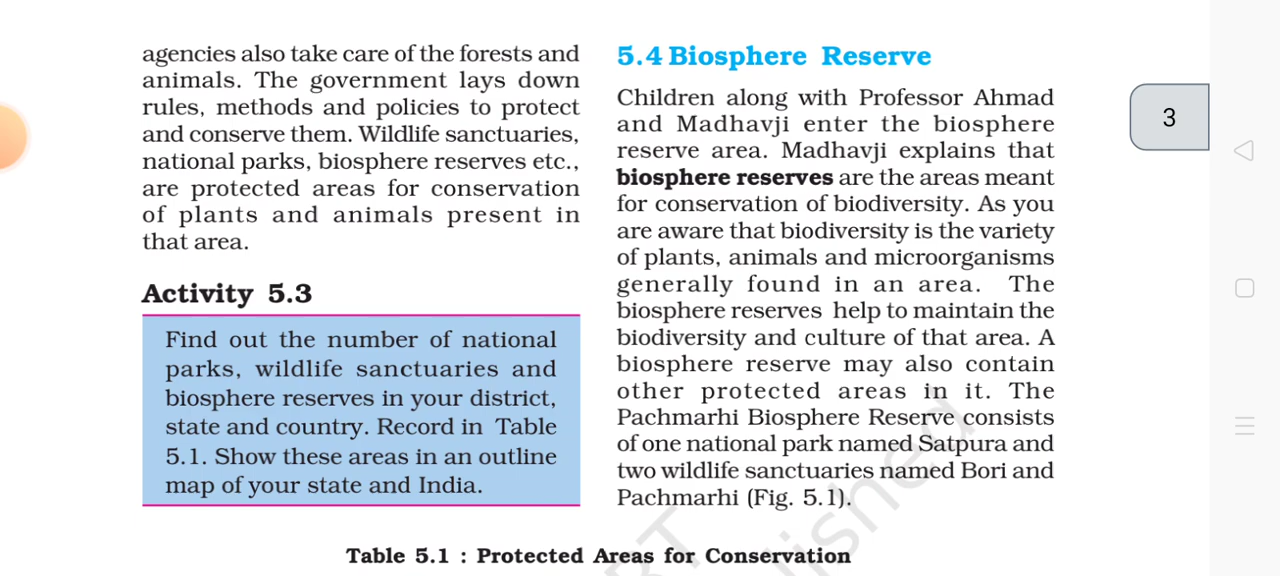 agencies also take care of the forests and
animals. The government lays down
rules, methods and policies to protect
and conserve them. Wildlife sanctuaries,
national parks, biosphere reserves etc.,
are protected areas for conservation
of plants and animals present in
that area.
Activity 5.3
Find out the number of national
parks, wildlife sanctuaries and
biosphere reserves in your district,
state and country. Record in Table
5.1. Show these areas in an outline
map of your state and India.
5.4 Biosphere Reserve
Children along with Professor Ahmad
and Madhavji enter the biosphere
reserve area. Madhavji explains that
biosphere reserves are the areas meant
for conservation of biodiversity. As you
are aware that biodiversity is the variety
of plants, animals and microorganisms
generally found in an area. The
biosphere reserves help to maintain the
biodiversity and culture of that area. A
biosphere reserve may also contain
other protected areas in it. The
Pachmarhi Biosphere Reserve consists
of one national park named Satpura and
two wildlife sanctuaries named Bori and
Pachmarhi (Fig. 5.1).
3
Table 5.1 : Protected Areas for Conservation